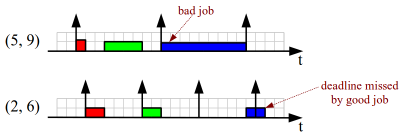 bad job
(5, 9)
t
deadline missed
by good job
(2, 6)
t